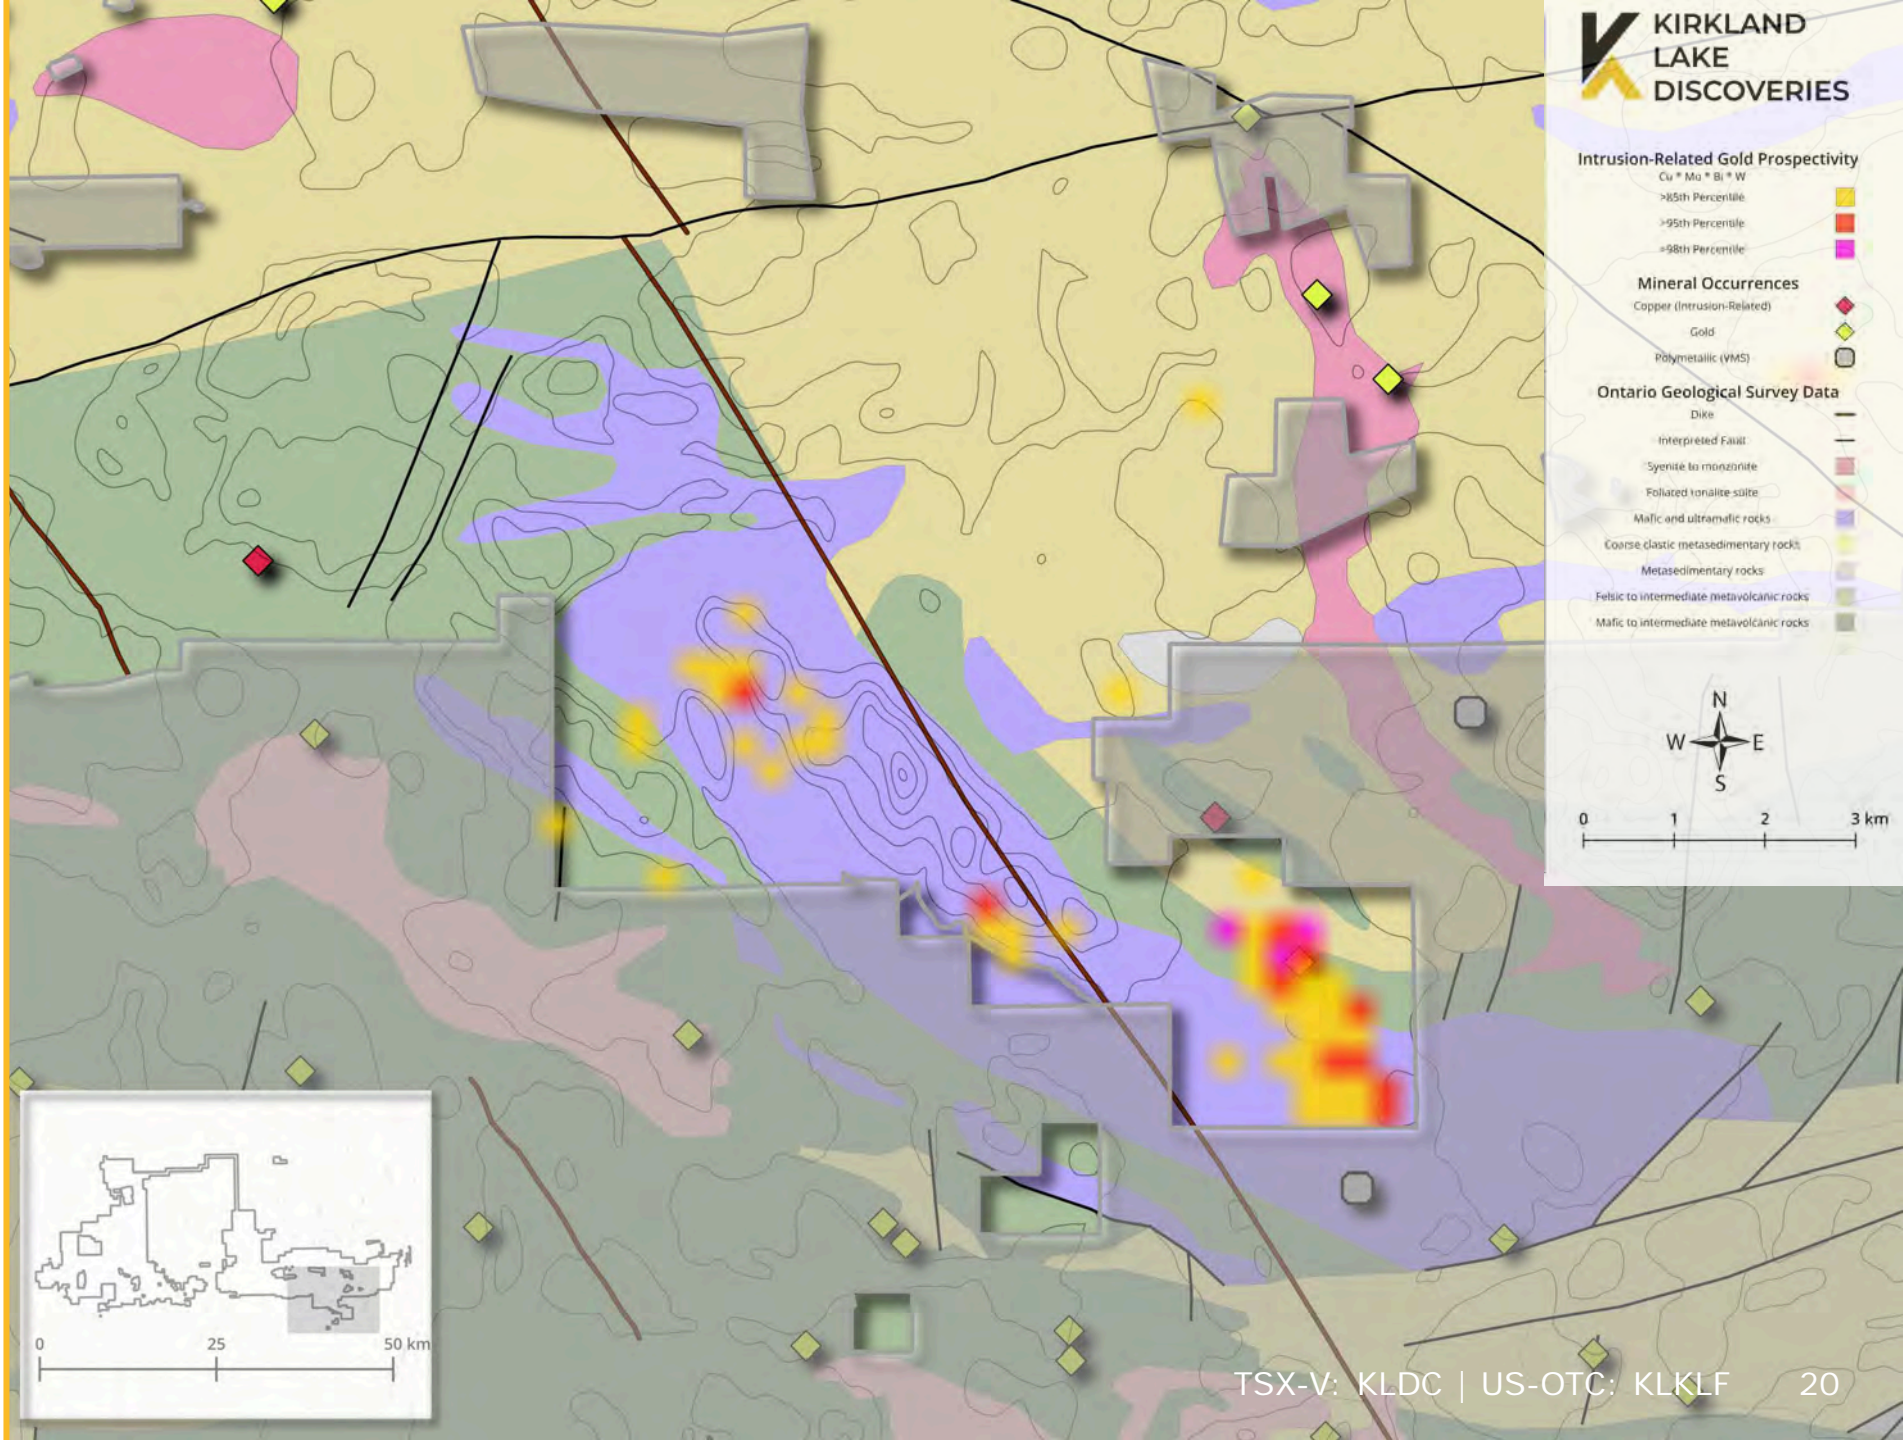 KIRKLAND
LAKE
DISCOVERIES
Intrusion-Related Gold Prospectivity
Cu * Mo * Bi * W
>85th Percentile
>95th Percentile
>98th Percentile
Mineral Occurrences
Copper (Intrusion-Related)
Gold
Polymetallic (VMS)
Ontario Geological Survey Data
Dike
Interpreted Fault
Syenite to monzonite
Foliated tonalite suite
Mafic and ultramafic rocks
Coarse clastic metasedimentary rocks
Metasedimentary rocks
Felsic to intermediate metavolcanic rocks
Mafic to intermediate metavolcanic rocks
N
W E
S
0 1 2 3 km
0 25 50 km
TSX-V: KLDC | US-OTC: KLKLF 20